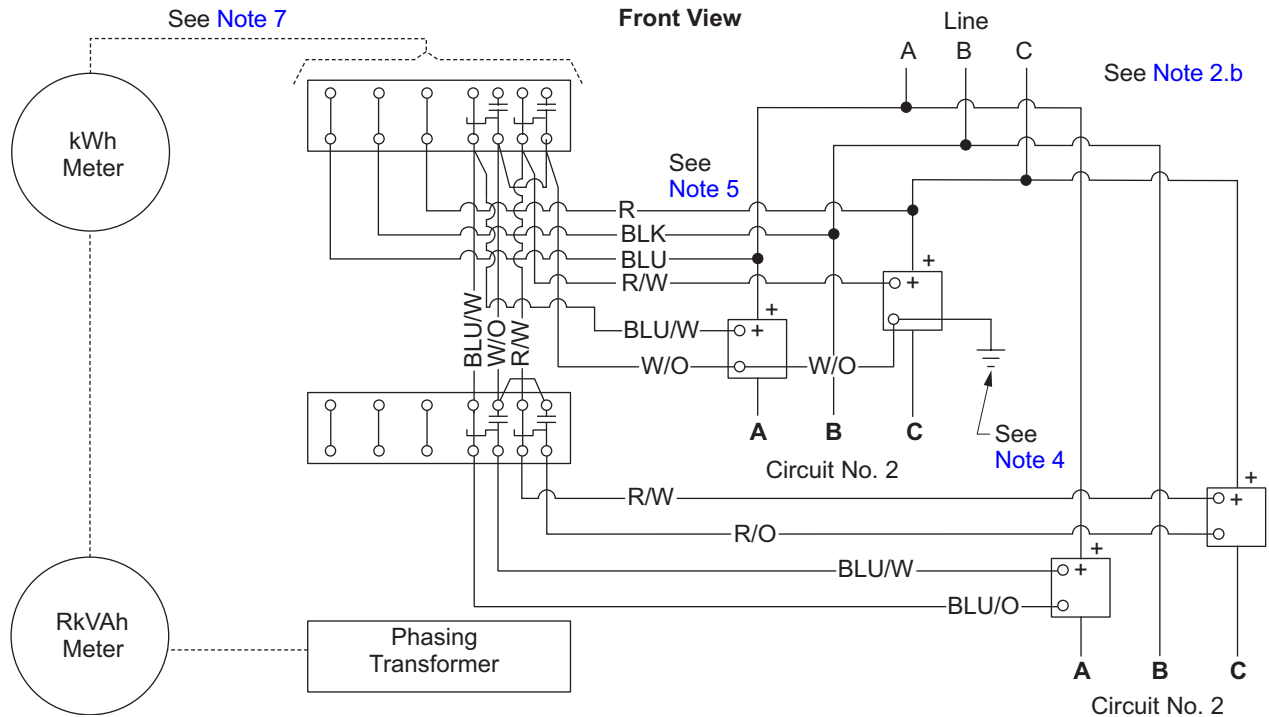 See Note 7
Front View
Line
A B C
See Note 2.b
kWh
Meter
See
Note 5
R
BLK
BLU
R/W
+
+
+
+
BLU/W
BLU/W
W/O
R/W
W/O
W/O
A B C
See
Note 4
Circuit No. 2
R/W
+
+
R/O
+
BLU/W
+
BLU/O
RkVAh
Meter
Phasing
Transformer
A B C
Circuit No. 2